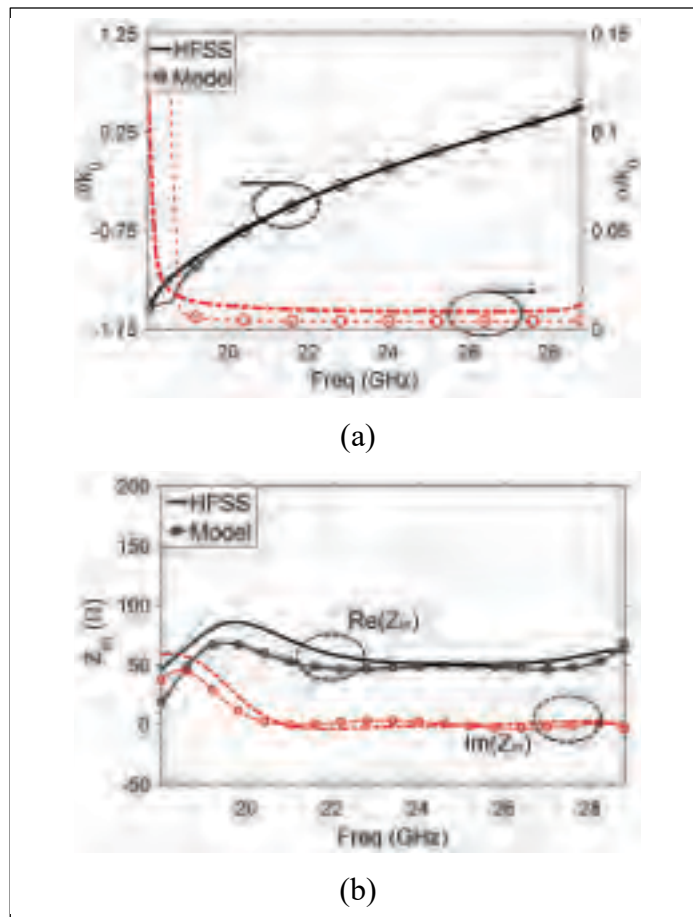 1.25
0.15
HFSS
Model
0.25
0.1
-0.75
0.05
0
20 22 24 26 28
Freq (GHz)
(a)
200
HFSS
Model
150
100
Re(Zin)
50
0
Im(Zin)
-50
20 22 24 26 28
Freq (GHz)
Zin (Ω)
(b)